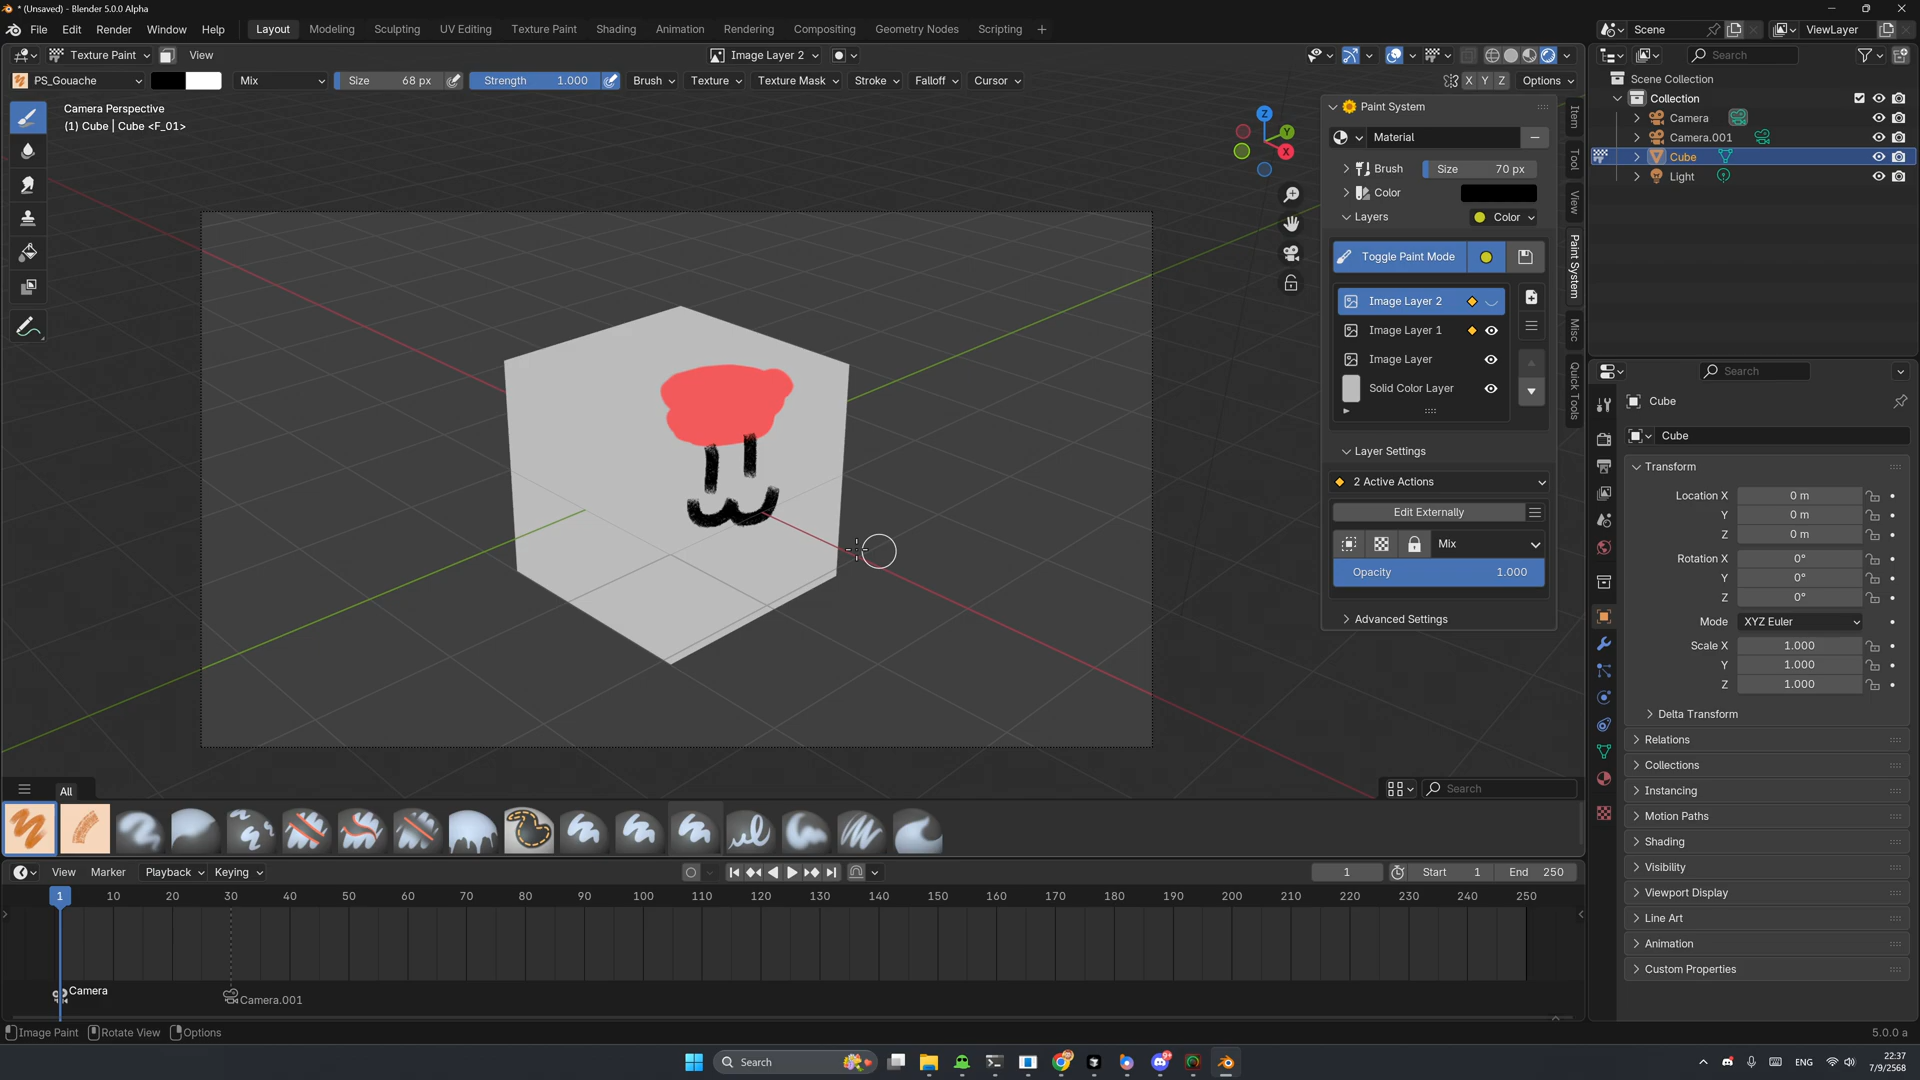 * (Unsaved) - Blender 5.0.0 Alpha
File Edit Render Window Help
Layout Modeling Sculpting UV Editing Texture Paint Shading Animation Rendering Compositing Geometry Nodes Scripting +
Scene
ViewLayer
Texture Paint View
Image Layer 2
Search
PS_Gouache
Mix
Size 68 px
Strength 1.000
Brush Texture Texture Mask Stroke Falloff Cursor
X Y Z Options
Camera Perspective
(1) Cube | Cube <F_01>
Z
Y
X
Paint System
Material
Brush Size 70 px
Color
Layers Color
Toggle Paint Mode
Image Layer 2
Image Layer 1
Image Layer
Solid Color Layer
Layer Settings
2 Active Actions
Edit Externally
Mix
Opacity 1.000
Advanced Settings
Item
Tool
View
Paint System
Misc
Quick Tools
Scene Collection
Collection
Camera
Camera.001
Cube
Light
Search
Cube
Cube
Transform
Location X 0 m
Y 0 m
Z 0 m
Rotation X 0°
Y 0°
Z 0°
Mode XYZ Euler
Scale X 1.000
Y 1.000
Z 1.000
Delta Transform
Relations
Collections
Instancing
Motion Paths
Shading
Visibility
Viewport Display
Line Art
Animation
Custom Properties
All
Search
View Marker Playback Keying
1 Start 1 End 250
1 10 20 30 40 50 60 70 80 90 100 110 120 130 140 150 160 170 180 190 200 210 220 230 240 250
Camera
Camera.001
Image Paint Rotate View Options
5.0.0 a
Search
ENG
22:37
7/9/2568